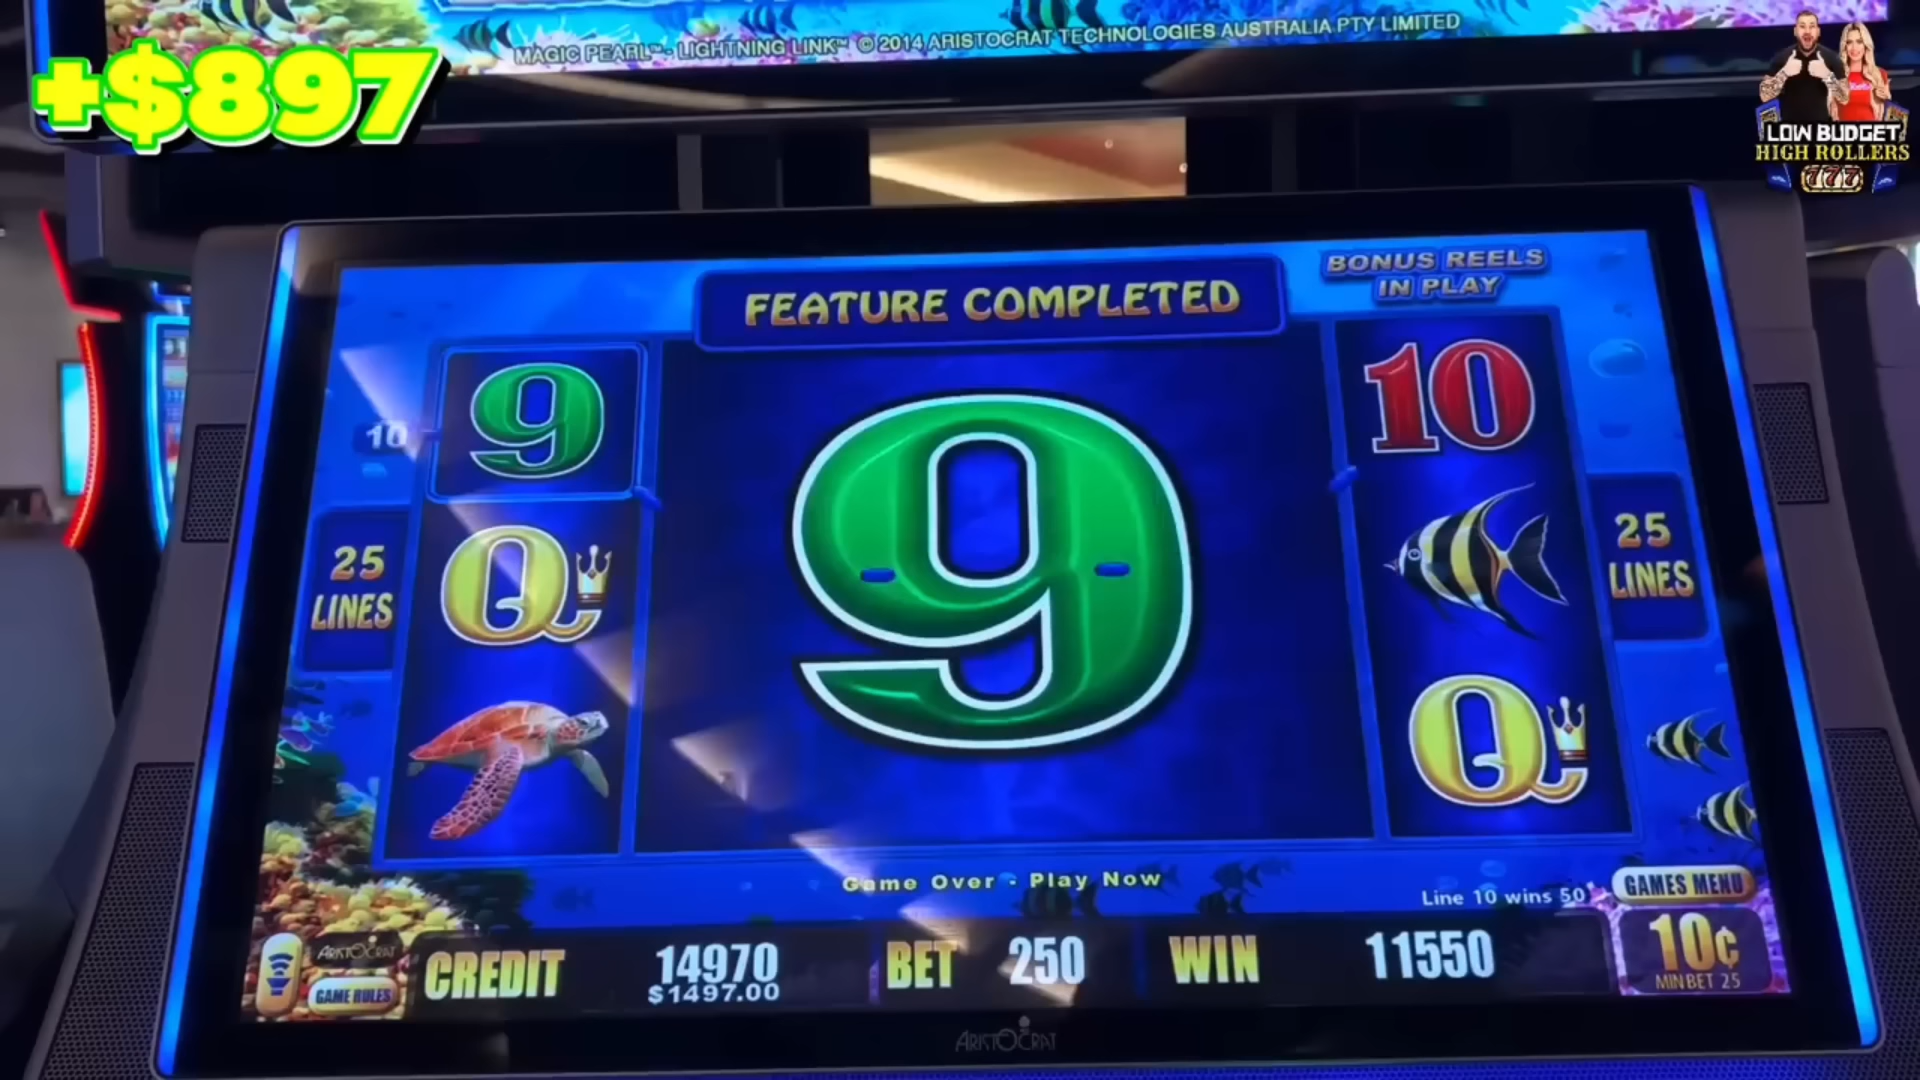 MAGIC PEARL™ - LIGHTNING LINK™ © 2014 ARISTOCRAT TECHNOLOGIES AUSTRALIA PTY LIMITED
+$897
LOW BUDGET
HIGH ROLLERS
777
BONUS REELS
IN PLAY
FEATURE COMPLETED
9
10
9
10
Q
25
LINES
25
LINES
Q
Game Over - Play Now
Line 10 wins 50
GAMES MENU
ARISTOCRAT
GAME RULES
CREDIT
14970
$1497.00
BET
250
WIN
11550
10¢
MIN BET 25
ARISTOCRAT